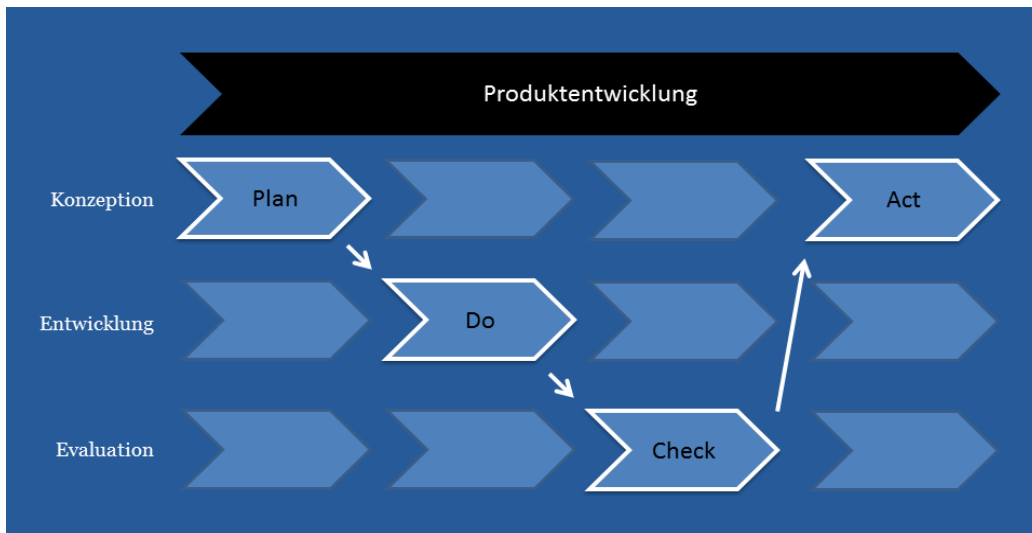 Produktentwicklung
Konzeption
Plan
Act
Entwicklung
Do
Evaluation
Check